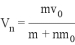 Vₙ = mv₀ / (m + nm₀)